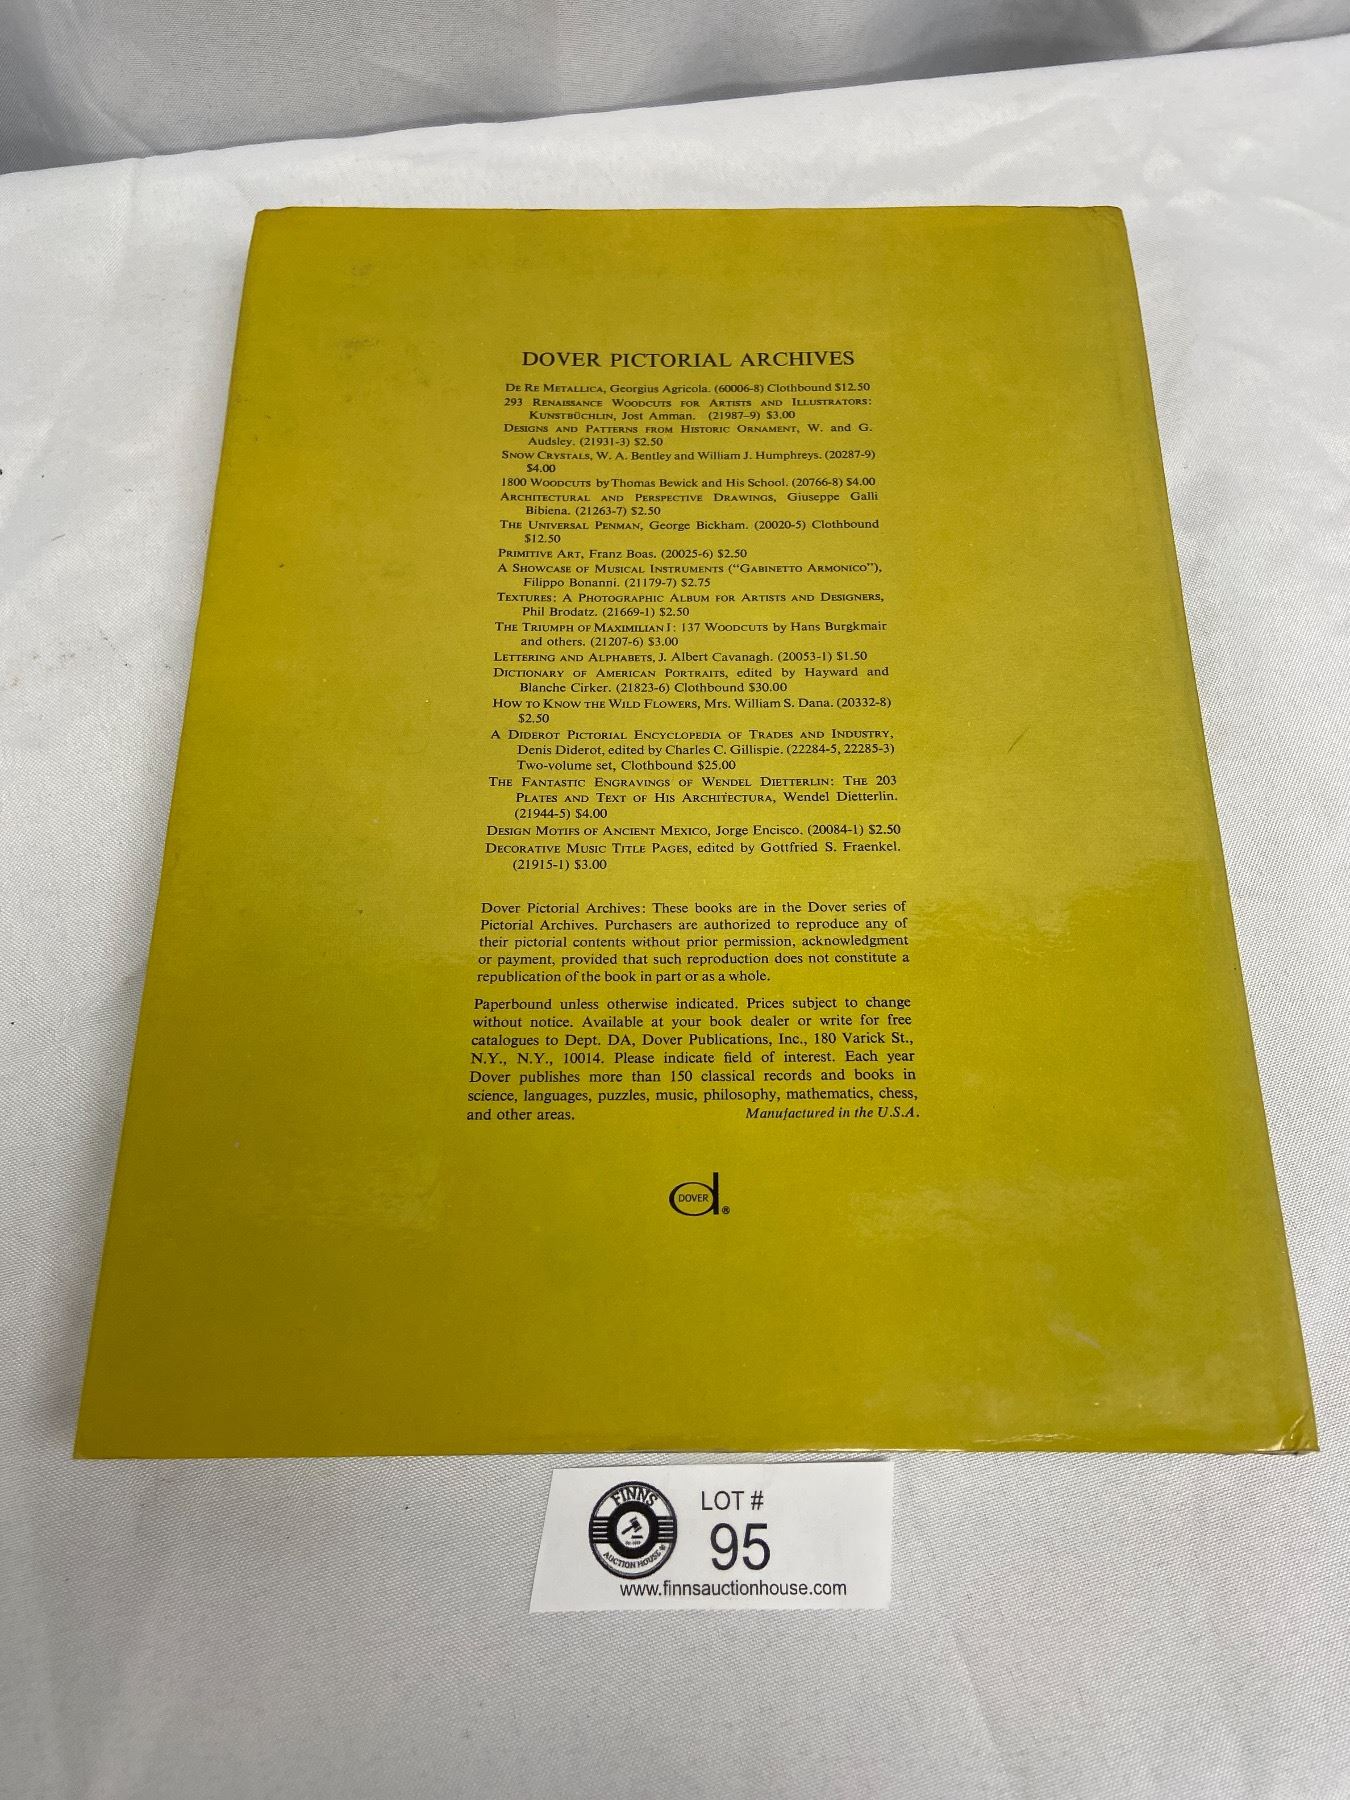 DOVER PICTORIAL ARCHIVES
DE RE METALLICA, Georgius Agricola. (60006-8) Clothbound $12.50
293 RENAISSANCE WOODCUTS FOR ARTISTS AND ILLUSTRATORS:
KUNSTBÜCHLIN, Jost Amman. (21987-9) $3.00
DESIGNS AND PATTERNS FROM HISTORIC ORNAMENT, W. and G.
Audsley. (21931-3) $2.50
SNOW CRYSTALS, W. A. Bentley and William J. Humphreys. (20287-9)
$4.00
1800 WOODCUTS by Thomas Bewick and His School. (20766-8) $4.00
ARCHITECTURAL AND PERSPECTIVE DRAWINGS, Giuseppe Galli
Bibiena. (21263-7) $2.50
THE UNIVERSAL PENMAN, George Bickham. (20020-5) Clothbound
$12.50
PRIMITIVE ART, Franz Boas. (20025-6) $2.50
A SHOWCASE OF MUSICAL INSTRUMENTS ("GABINETTO ARMONICO"),
Filippo Bonanni. (21179-7) $2.75
TEXTURES: A PHOTOGRAPHIC ALBUM FOR ARTISTS AND DESIGNERS,
Phil Brodatz. (21669-1) $2.50
THE TRIUMPH OF MAXIMILIAN I: 137 WOODCUTS by Hans Burgkmair
and others. (21207-6) $3.00
LETTERING AND ALPHABETS, J. Albert Cavanagh. (20053-1) $1.50
DICTIONARY OF AMERICAN PORTRAITS, edited by Hayward and
Blanche Cirker. (21823-6) Clothbound $30.00
HOW TO KNOW THE WILD FLOWERS, Mrs. William S. Dana. (20332-8)
$2.50
A DIDEROT PICTORIAL ENCYCLOPEDIA OF TRADES AND INDUSTRY,
Denis Diderot, edited by Charles C. Gillispie. (22284-5, 22285-3)
Two-volume set, Clothbound $25.00
THE FANTASTIC ENGRAVINGS OF WENDEL DIETTERLIN: THE 203
PLATES AND TEXT OF HIS ARCHITECTURA, Wendel Dietterlin.
(21944-5) $4.00
DESIGN MOTIFS OF ANCIENT MEXICO, Jorge Encisco. (20084-1) $2.50
DECORATIVE MUSIC TITLE PAGES, edited by Gottfried S. Fraenkel.
(21915-1) $3.00
Dover Pictorial Archives: These books are in the Dover series of
Pictorial Archives. Purchasers are authorized to reproduce any of
their pictorial contents without prior permission, acknowledgment
or payment, provided that such reproduction does not constitute a
republication of the book in part or as a whole.
Paperbound unless otherwise indicated. Prices subject to change
without notice. Available at your book dealer or write for free
catalogues to Dept. DA, Dover Publications, Inc., 180 Varick St.,
N.Y., N.Y., 10014. Please indicate field of interest. Each year
Dover publishes more than 150 classical records and books in
science, languages, puzzles, music, philosophy, mathematics, chess,
and other areas. Manufactured in the U.S.A.
DOVER ®
FINNS
AUCTION HOUSE
LOT #
95
www.finnsauctionhouse.com